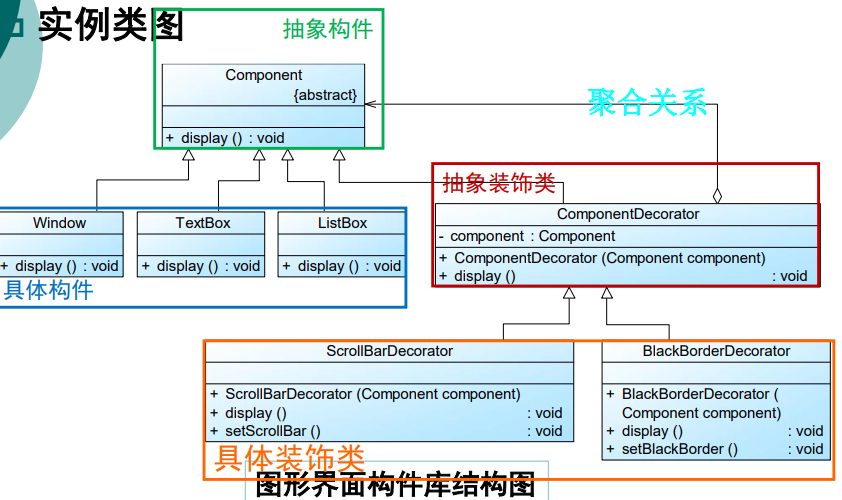 实例类图
抽象构件
Component
{abstract}
+ display () : void
聚合关系
抽象装饰类
ComponentDecorator
- component : Component
+ ComponentDecorator (Component component)
+ display () : void
Window
+ display () : void
TextBox
+ display () : void
ListBox
+ display () : void
具体构件
ScrollBarDecorator
+ ScrollBarDecorator (Component component)
+ display () : void
+ setScrollBar () : void
BlackBorderDecorator
+ BlackBorderDecorator (
Component component)
+ display () : void
+ setBlackBorder () : void
具体装饰类
图形界面构件库结构图